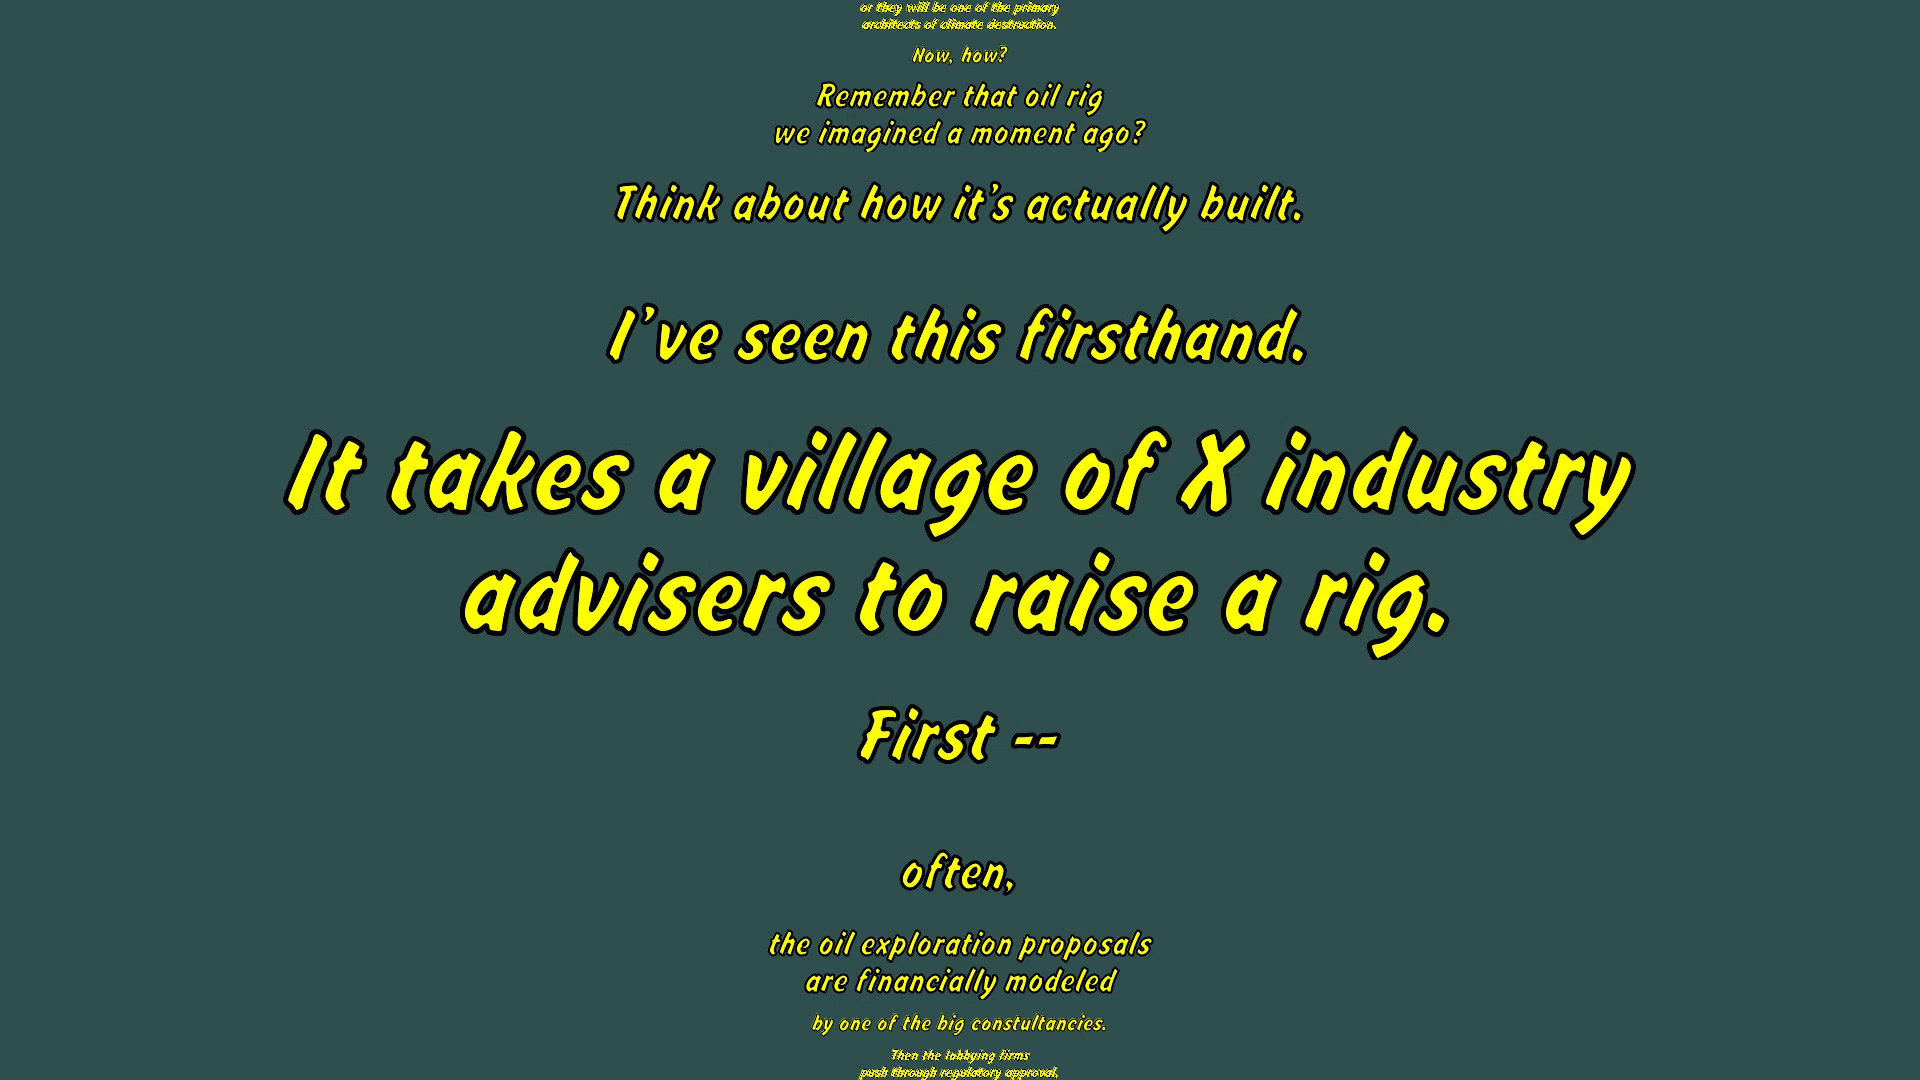 or they will be one of the primary
architects of climate destruction.
Now, how?
Remember that oil rig
we imagined a moment ago?
Think about how it's actually built.
I've seen this firsthand.
It takes a village of X industry
advisers to raise a rig.
First --
often,
the oil exploration proposals
are financially modeled
by one of the big constultancies.
Then the lobbying firms
push through regulatory approval,